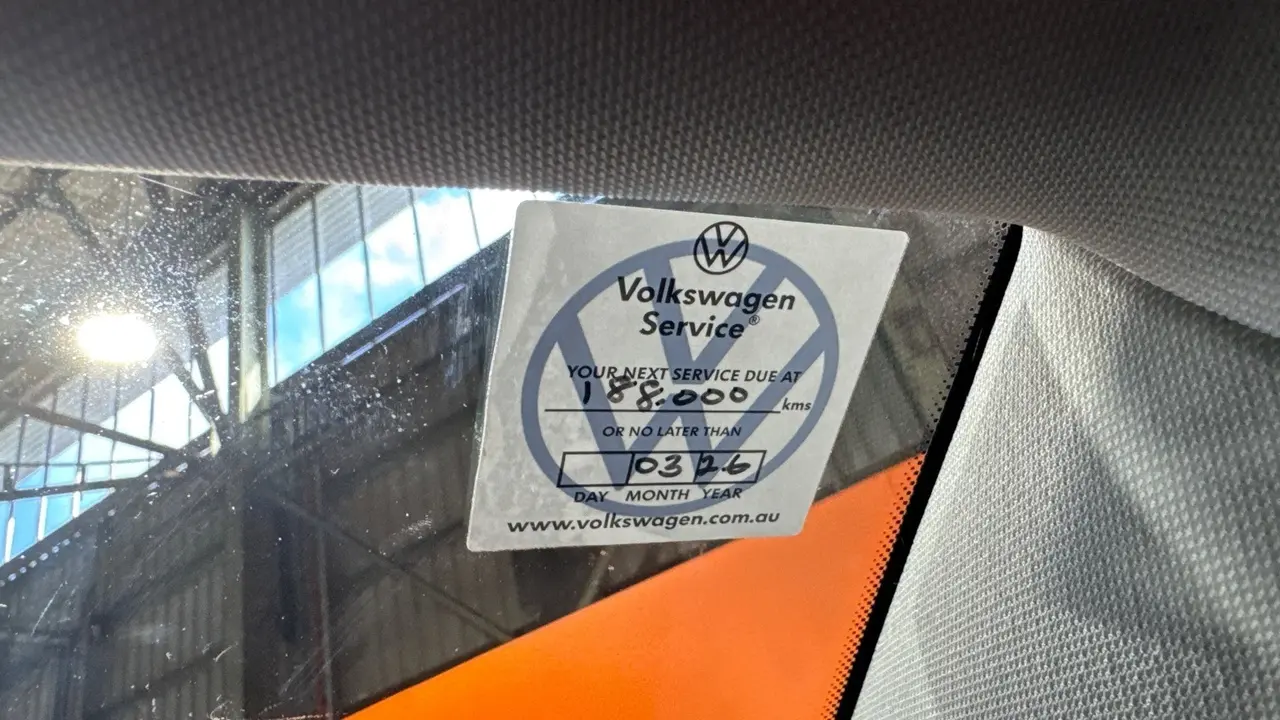 Volkswagen
Service®
YOUR NEXT SERVICE DUE AT
188.000 kms
OR NO LATER THAN
03 26
DAY MONTH YEAR
www.volkswagen.com.au